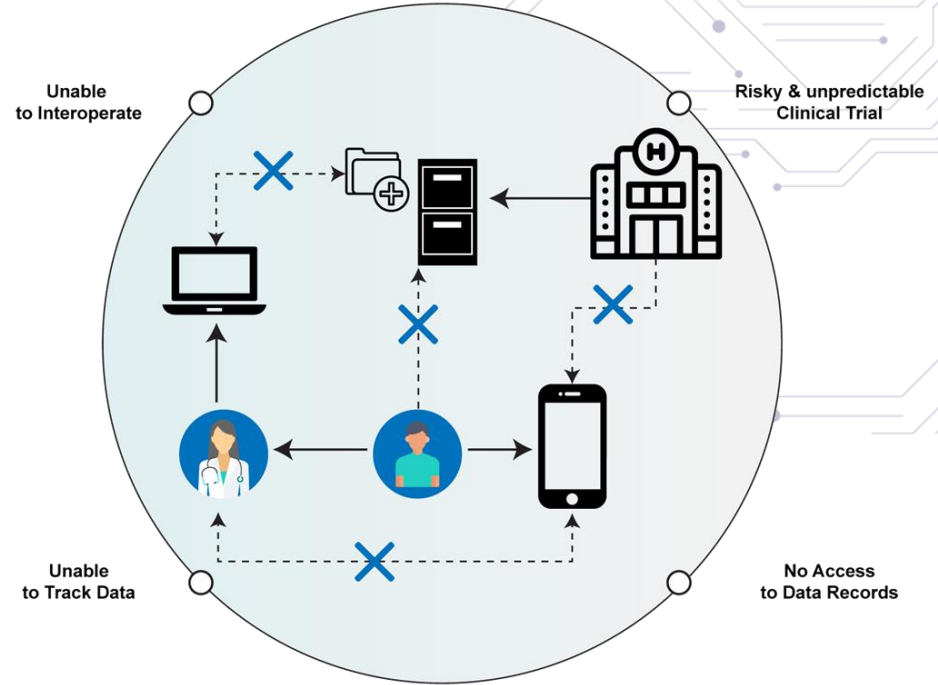 Unable
to Interoperate
Risky & unpredictable
Clinical Trial
H
Unable
to Track Data
No Access
to Data Records